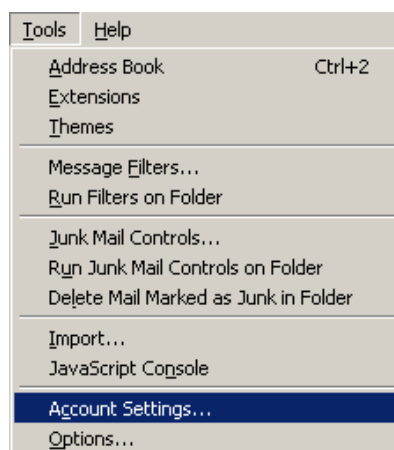 Tools Help
Address Book Ctrl+2
Extensions
Themes
Message Filters...
Run Filters on Folder
Junk Mail Controls...
Run Junk Mail Controls on Folder
Delete Mail Marked as Junk in Folder
Import...
JavaScript Console
Account Settings...
Options...